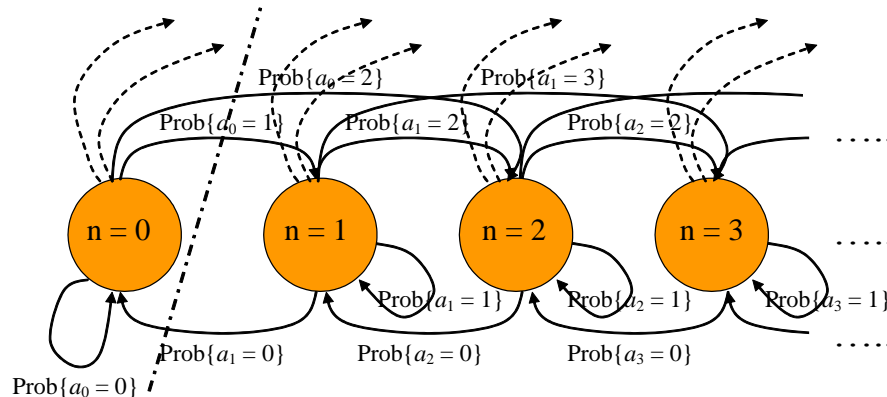 Prob{a₀ = 2} Prob{a₁ = 3}
Prob{a₀ = 1} Prob{a₁ = 2} Prob{a₂ = 2}
n = 0 n = 1 n = 2 n = 3
Prob{a₁ = 1} Prob{a₂ = 1} Prob{a₃ = 1}
Prob{a₁ = 0} Prob{a₂ = 0} Prob{a₃ = 0}
Prob{a₀ = 0}